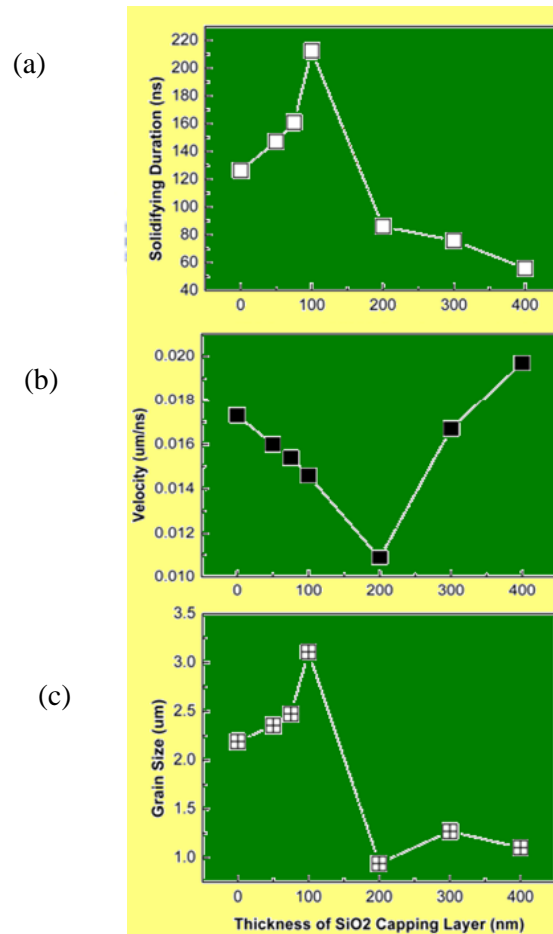 (a)
Solidifying Duration (ns)
220
200
180
160
140
120
100
80
60
40
0 100 200 300 400
(b)
Velocity (um/ns)
0.020
0.018
0.016
0.014
0.012
0.010
0 100 200 300 400
(c)
Grain Size (um)
3.5
3.0
2.5
2.0
1.5
1.0
0 100 200 300 400
Thickness of SiO2 Capping Layer (nm)